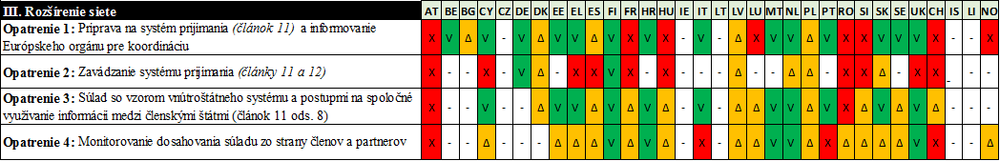 III. Rozšírenie siete AT BE BG CY CZ DE DK EE EL ES FI FR HR HU IE IT LT LV LU MT NL PL PT RO SI SK SE UK CH IS LI NO
Opatrenie 1: Príprava na systém prijímania (článok 11) a informovanie
Európskeho orgánu pre koordináciu
X V Δ V - V Δ V V Δ V X V X - V - Δ X V V Δ V X X V V V X - - X
Opatrenie 2: Zavádzanie systému prijímania (články 11 a 12)
X - - X - V Δ - X X V X - X - - - Δ - - Δ Δ - X X Δ - X X - - -
Opatrenie 3: Súlad so vzorom vnútroštátneho systému a postupmi na spoločné
využívanie informácii medzi členskými štátmi (článok 11 ods. 8)
X - - V - - Δ V V Δ V Δ V Δ - V - Δ Δ V V Δ V X Δ V Δ V X - - -
Opatrenie 4: Monitorovanie dosahovania súladu zo strany členov a partnerov
X - - Δ - - - Δ Δ Δ V Δ V Δ - X - Δ Δ V V Δ X Δ Δ Δ Δ V X - - Δ